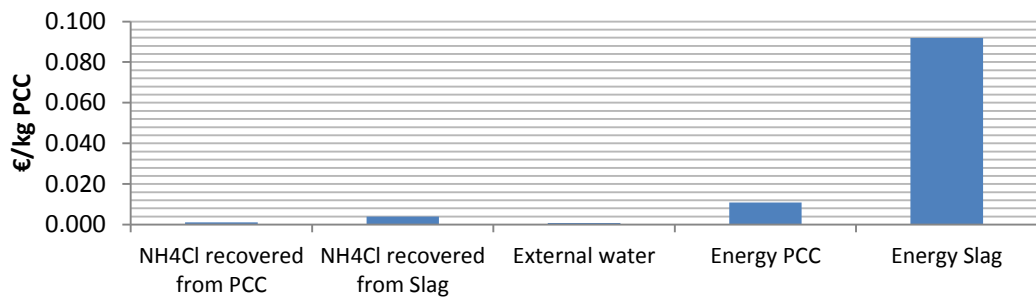 €/kg PCC
0.100
0.080
0.060
0.040
0.020
0.000
NH4Cl recovered
from PCC
NH4Cl recovered
from Slag
External water
Energy PCC
Energy Slag